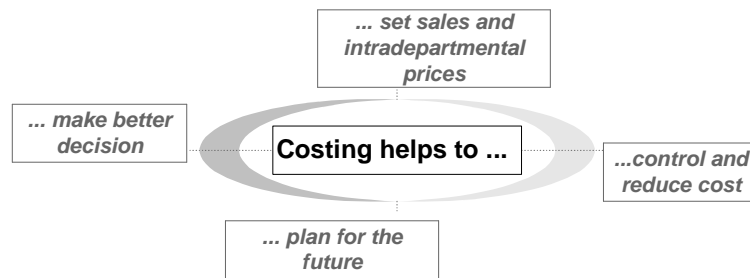 ... set sales and
intradepartmental
prices
... make better
decision
Costing helps to ...
...control and
reduce cost
... plan for the
future